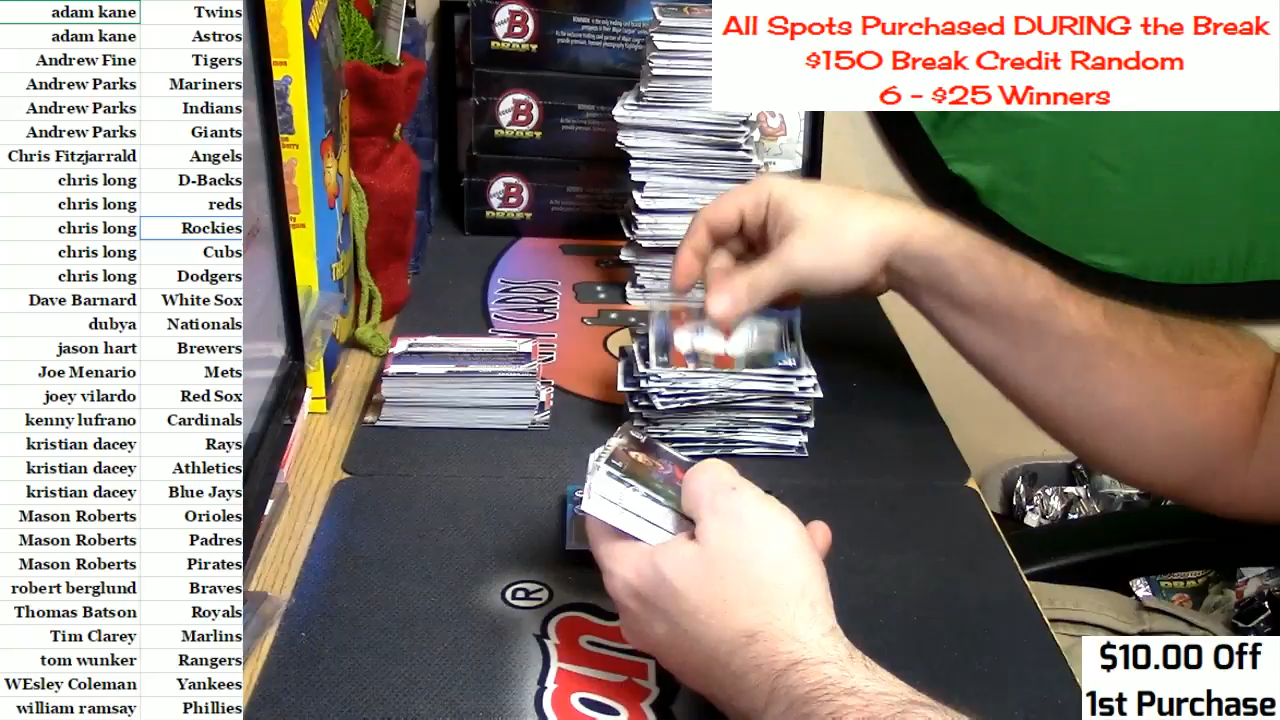 adam kane Twins
adam kane Astros
Andrew Fine Tigers
Andrew Parks Mariners
Andrew Parks Indians
Andrew Parks Giants
Chris Fitzjarrald Angels
chris long D-Backs
chris long reds
chris long Rockies
chris long Cubs
chris long Dodgers
Dave Barnard White Sox
dubya Nationals
jason hart Brewers
Joe Menario Mets
joey vilardo Red Sox
kenny lufrano Cardinals
kristian dacey Rays
kristian dacey Athletics
kristian dacey Blue Jays
Mason Roberts Orioles
Mason Roberts Padres
Mason Roberts Pirates
robert berglund Braves
Thomas Batson Royals
Tim Clarey Marlins
tom wunker Rangers
WEsley Coleman Yankees
william ramsay Phillies
All Spots Purchased DURING the Break
$150 Break Credit Random
6 - $25 Winners
B
DRAFT
B
DRAFT
B
DRAFT
CARDS
®
an
$10.00 Off
1st Purchase